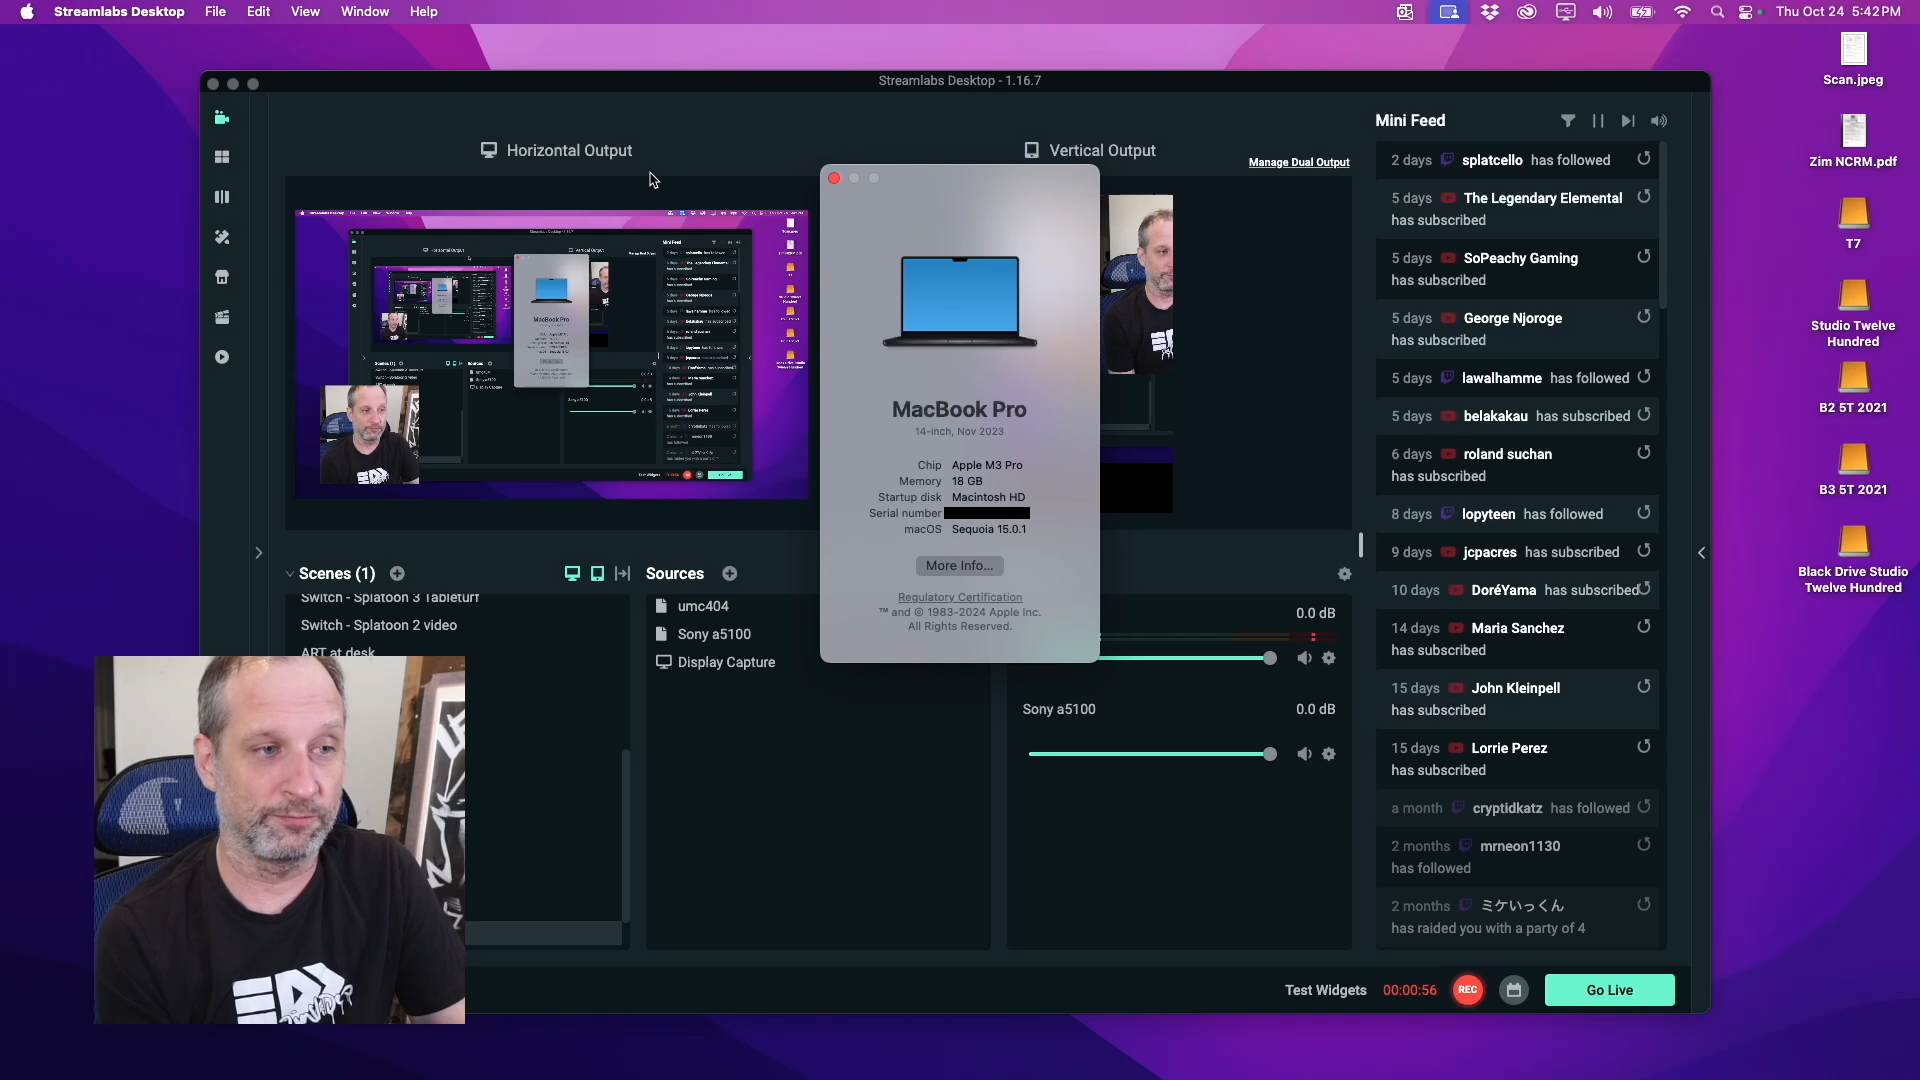 Streamlabs Desktop File Edit View Window Help
Thu Oct 24 5:42 PM
Streamlabs Desktop - 1.16.7
Horizontal Output
Vertical Output
Manage Dual Output
MacBook Pro
14-inch, Nov 2023
Chip Apple M3 Pro
Memory 18 GB
Startup disk Macintosh HD
Serial number
macOS Sequoia 15.0.1
More Info...
Regulatory Certification
™ and © 1983-2024 Apple Inc.
All Rights Reserved.
Scenes (1)
Switch - Splatoon 3 Tableturf
Switch - Splatoon 2 video
ART at desk
Sources
umc404
Sony a5100
Display Capture
0.0 dB
Sony a5100 0.0 dB
Mini Feed
2 days splatcello has followed
5 days The Legendary Elemental
has subscribed
5 days SoPeachy Gaming
has subscribed
5 days George Njoroge
has subscribed
5 days lawalhamme has followed
5 days belakakau has subscribed
6 days roland suchan
has subscribed
8 days lopyteen has followed
9 days jcpacres has subscribed
10 days DoréYama has subscribed
14 days Maria Sanchez
has subscribed
15 days John Kleinpell
has subscribed
15 days Lorrie Perez
has subscribed
a month cryptidkatz has followed
2 months mrneon1130
has followed
2 months ミケいっくん
has raided you with a party of 4
Test Widgets 00:00:56 REC Go Live
Scan.jpeg
Zim NCRM.pdf
T7
Studio Twelve
Hundred
B2 5T 2021
B3 5T 2021
Black Drive Studio
Twelve Hundred